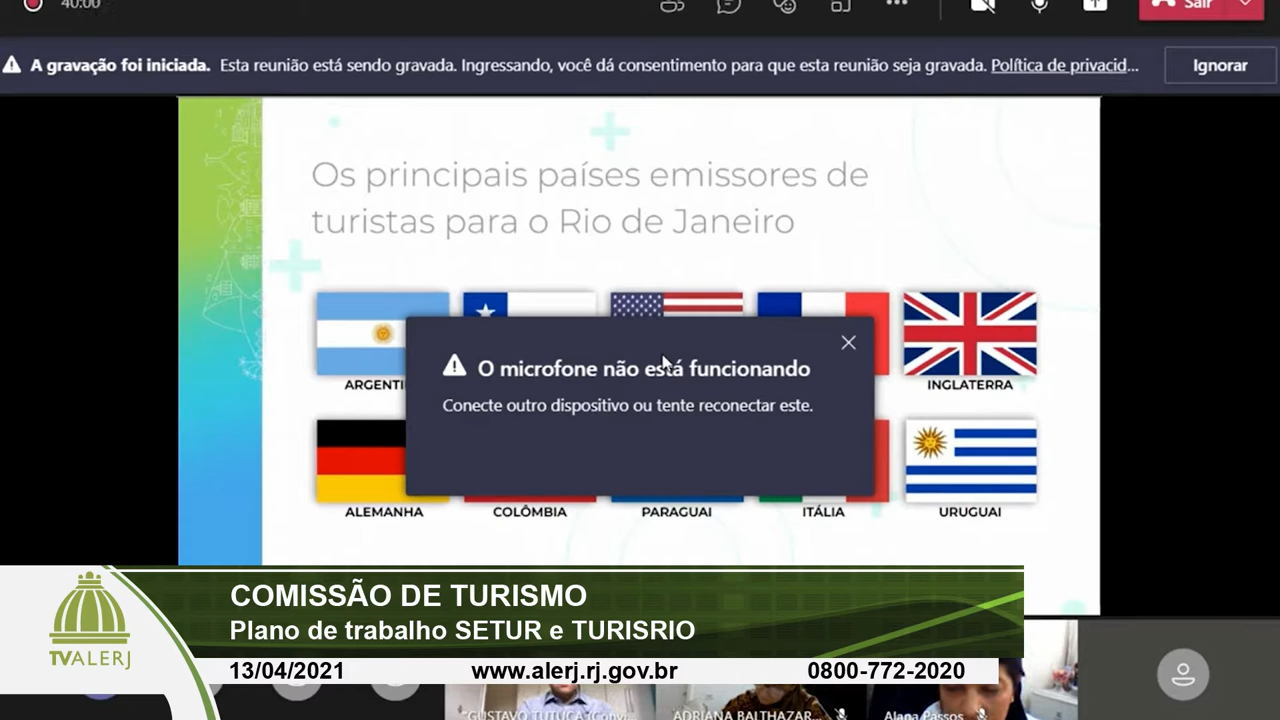 40:00
Sair
A gravação foi iniciada. Esta reunião está sendo gravada. Ingressando, você dá consentimento para que esta reunião seja gravada. Política de privacid... Ignorar
Os principais países emissores de
turistas para o Rio de Janeiro
O microfone não está funcionando
Conecte outro dispositivo ou tente reconectar este.
ARGENTI
INGLATERRA
ALEMANHA COLÔMBIA PARAGUAI ITÁLIA URUGUAI
COMISSÃO DE TURISMO
Plano de trabalho SETUR e TURISRIO
TVALERJ
13/04/2021 www.alerj.rj.gov.br 0800-772-2020
"GUSTAVO TUTUCA" (Convi... ADRIANA BALTHAZAR... Alana Passos